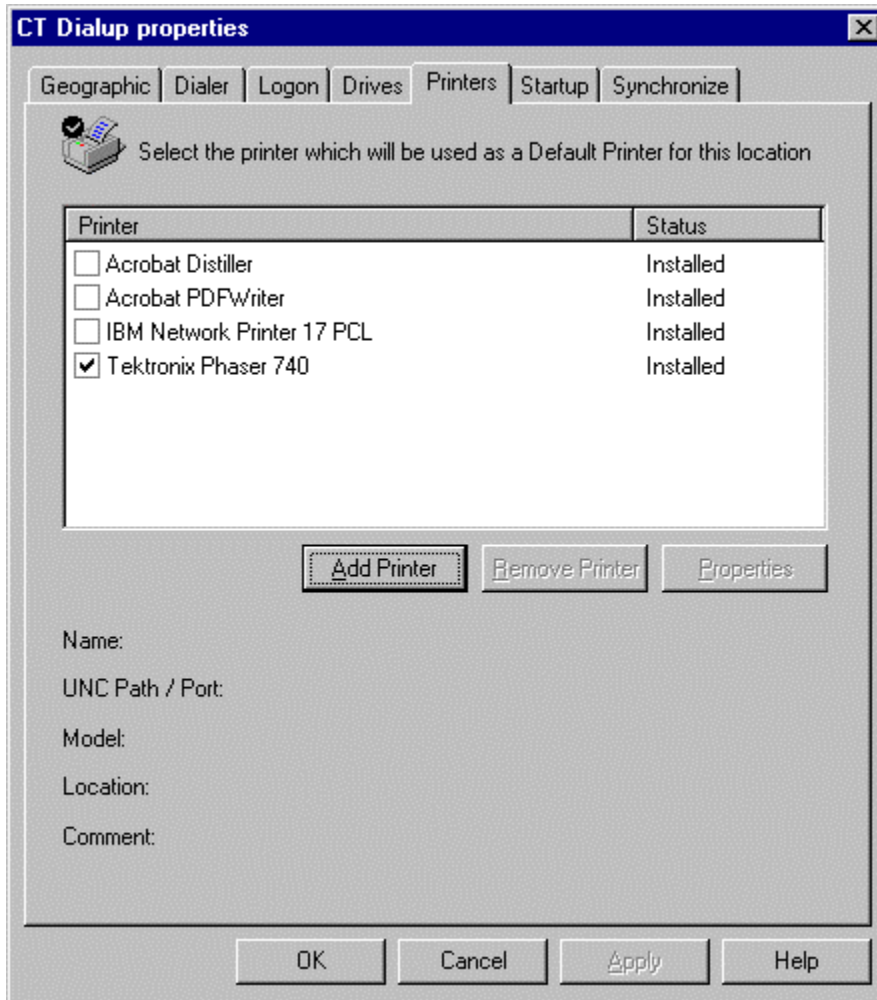 CT Dialup properties
Geographic Dialer Logon Drives Printers Startup Synchronize
Select the printer which will be used as a Default Printer for this location
Printer Status
Acrobat Distiller Installed
Acrobat PDFWriter Installed
IBM Network Printer 17 PCL Installed
Tektronix Phaser 740 Installed
Add Printer Remove Printer Properties
Name:
UNC Path / Port:
Model:
Location:
Comment:
OK Cancel Apply Help